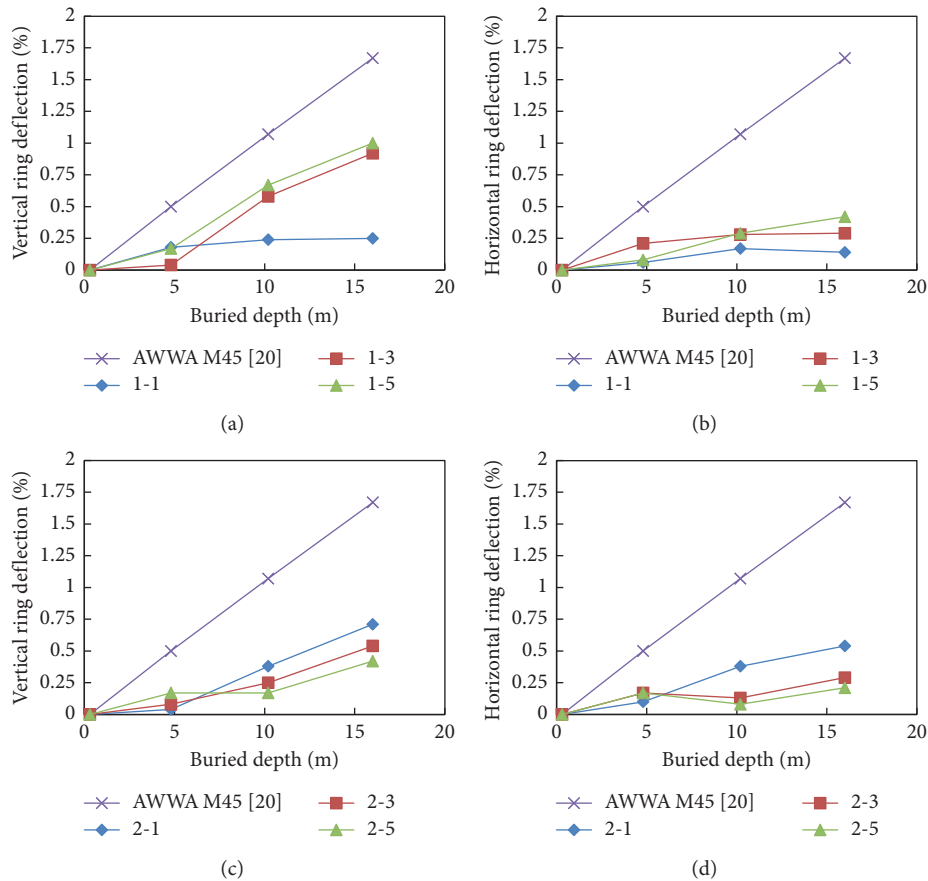 Vertical ring deflection (%)
2
1.75
1.5
1.25
1
0.75
0.5
0.25
0
0 5 10 15 20
Buried depth (m)
AWWA M45 [20] 1-3
1-1 1-5
(a)
Horizontal ring deflection (%)
2
1.75
1.5
1.25
1
0.75
0.5
0.25
0
0 5 10 15 20
Buried depth (m)
AWWA M45 [20] 1-3
1-1 1-5
(b)
Vertical ring deflection (%)
2
1.75
1.5
1.25
1
0.75
0.5
0.25
0
0 5 10 15 20
Buried depth (m)
AWWA M45 [20] 2-3
2-1 2-5
(c)
Horizontal ring deflection (%)
2
1.75
1.5
1.25
1
0.75
0.5
0.25
0
0 5 10 15 20
Buried depth (m)
AWWA M45 [20] 2-3
2-1 2-5
(d)